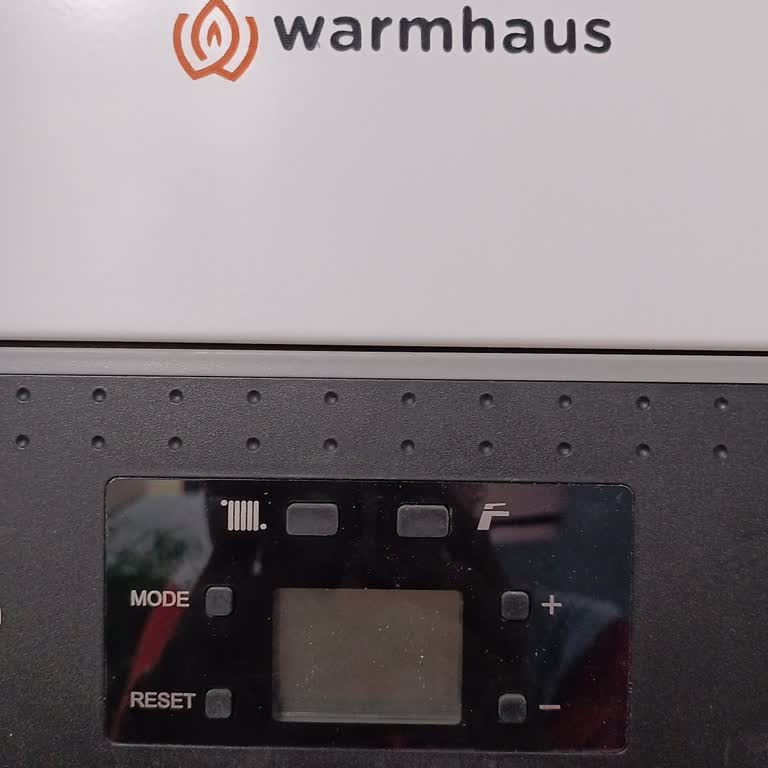 warmhaus
MODE
+
RESET
−